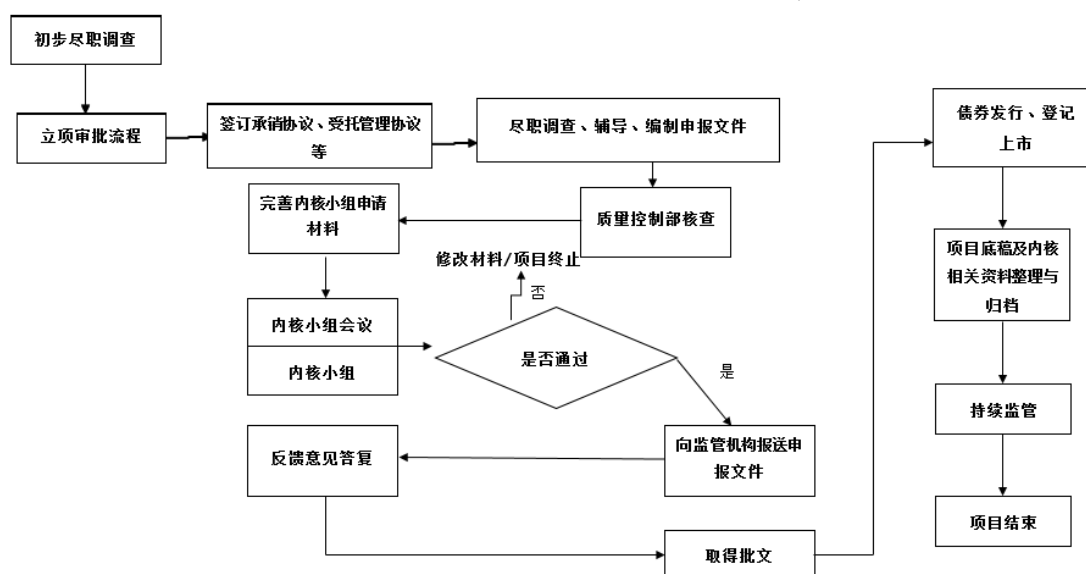 初步尽职调查
立项审批流程
签订承销协议、受托管理协议
等
尽职调查、辅导、编制申报文件
质量控制部核查
完善内核小组申请
材料
内核小组会议
内核小组
是否通过
否
修改材料/项目终止
是
向监管机构报送申
报文件
反馈意见答复
取得批文
债券发行、登记
上市
项目底稿及内核
相关资料整理与
归档
持续监管
项目结束